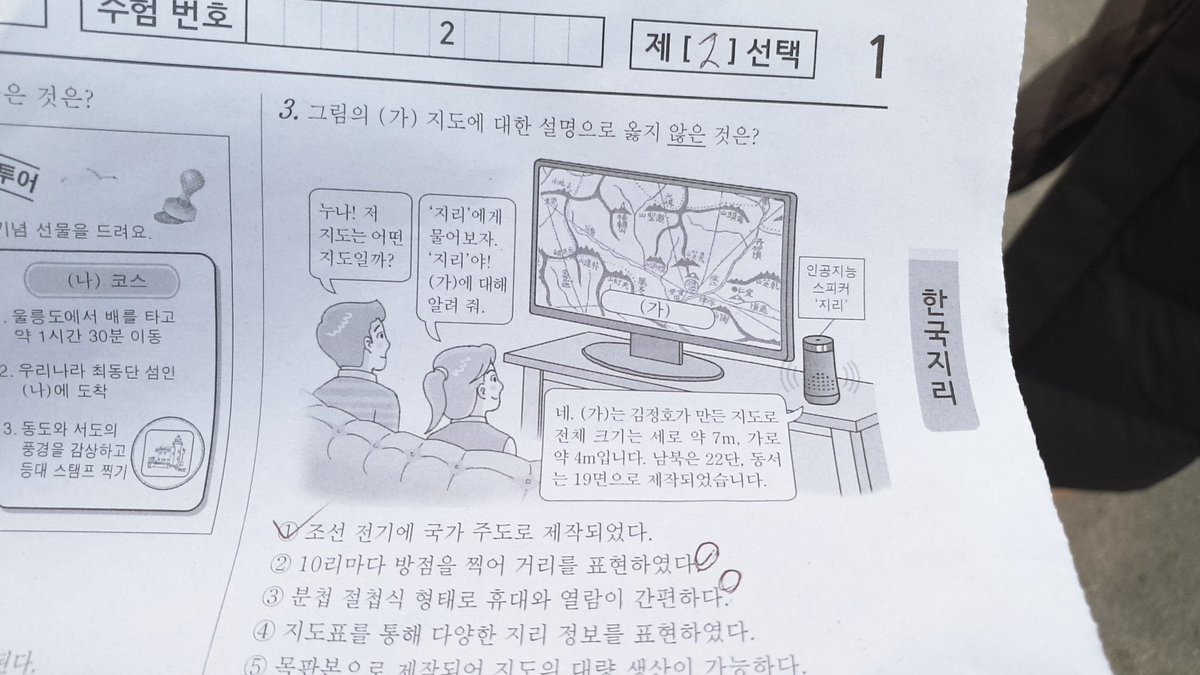 수험 번호
2
제 [2] 선택
1
은 것은?
투어
기념 선물을 드려요.
(나) 코스
1. 울릉도에서 배를 타고
약 1시간 30분 이동
2. 우리나라 최동단 섬인
(나)에 도착
3. 동도와 서도의
풍경을 감상하고
등대 스탬프 찍기
3. 그림의 (가) 지도에 대한 설명으로 옳지 않은 것은?
누나! 저
지도는 어떤
지도일까?
'지리'에게
물어보자.
'지리'야!
(가)에 대해
알려 줘.
(가)
인공지능
스피커
'지리'
네. (가)는 김정호가 만든 지도로
전체 크기는 세로 약 7m, 가로
약 4m입니다. 남북은 22단, 동서
는 19면으로 제작되었습니다.
① 조선 전기에 국가 주도로 제작되었다.
② 10리마다 방점을 찍어 거리를 표현하였다.
③ 분첩 절첩식 형태로 휴대와 열람이 간편하다.
④ 지도표를 통해 다양한 지리 정보를 표현하였다.
⑤ 목판본으로 제작되어 지도의 대량 생산이 가능하다.
한국지리